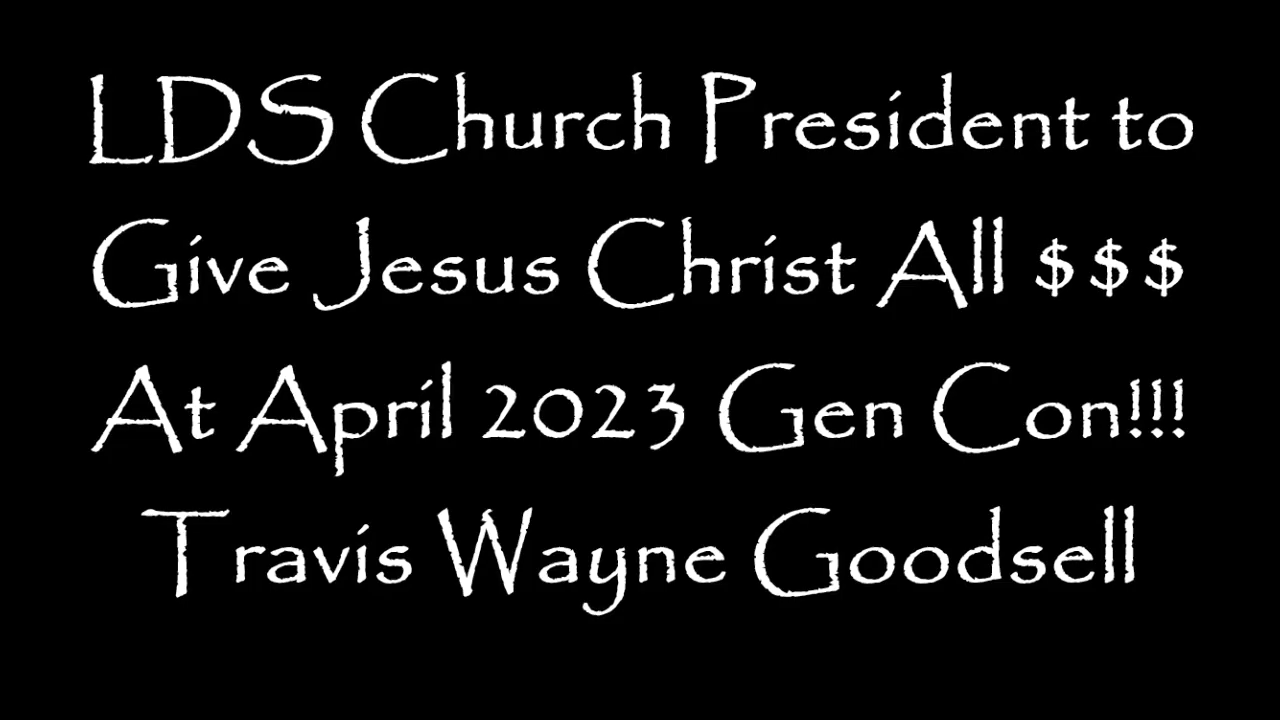 LDS Church President to
Give Jesus Christ All $$$
At April 2023 Gen Con!!!
Travis Wayne Goodsell